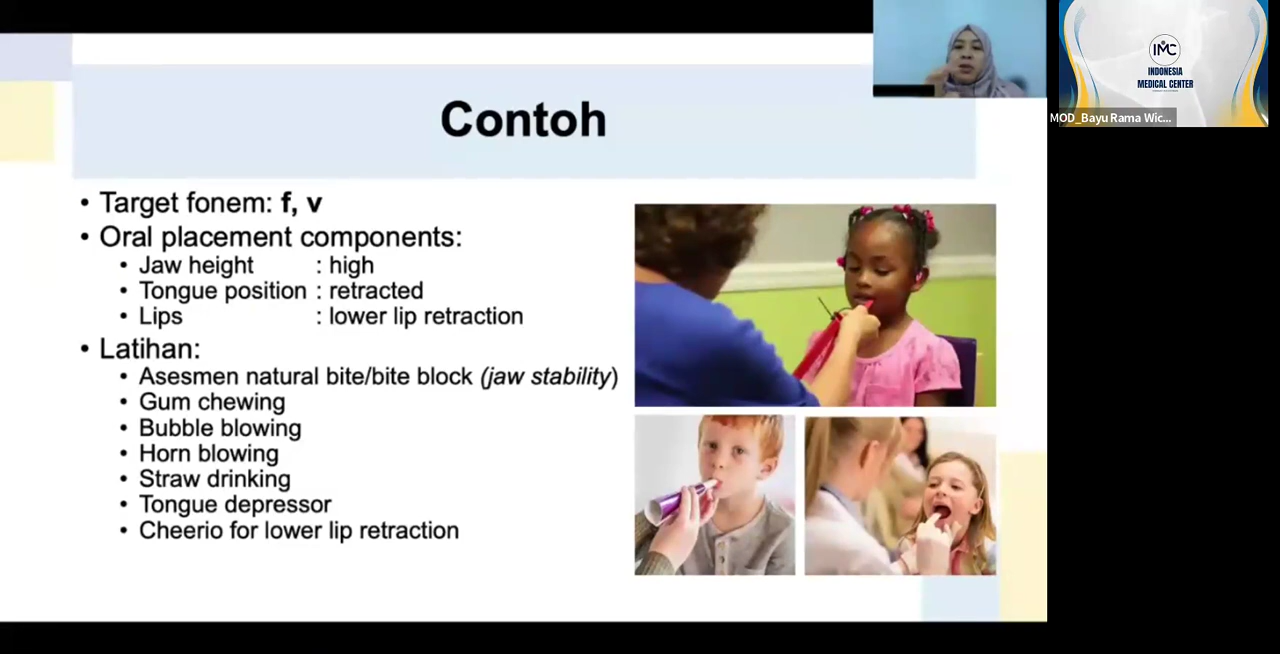 Contoh
• Target fonem: f, v
• Oral placement components:
• Jaw height : high
• Tongue position : retracted
• Lips : lower lip retraction
• Latihan:
• Asesmen natural bite/bite block (jaw stability)
• Gum chewing
• Bubble blowing
• Horn blowing
• Straw drinking
• Tongue depressor
• Cheerio for lower lip retraction
IMC
INDONESIA
MEDICAL CENTER
MOD_Bayu Rama Wic...